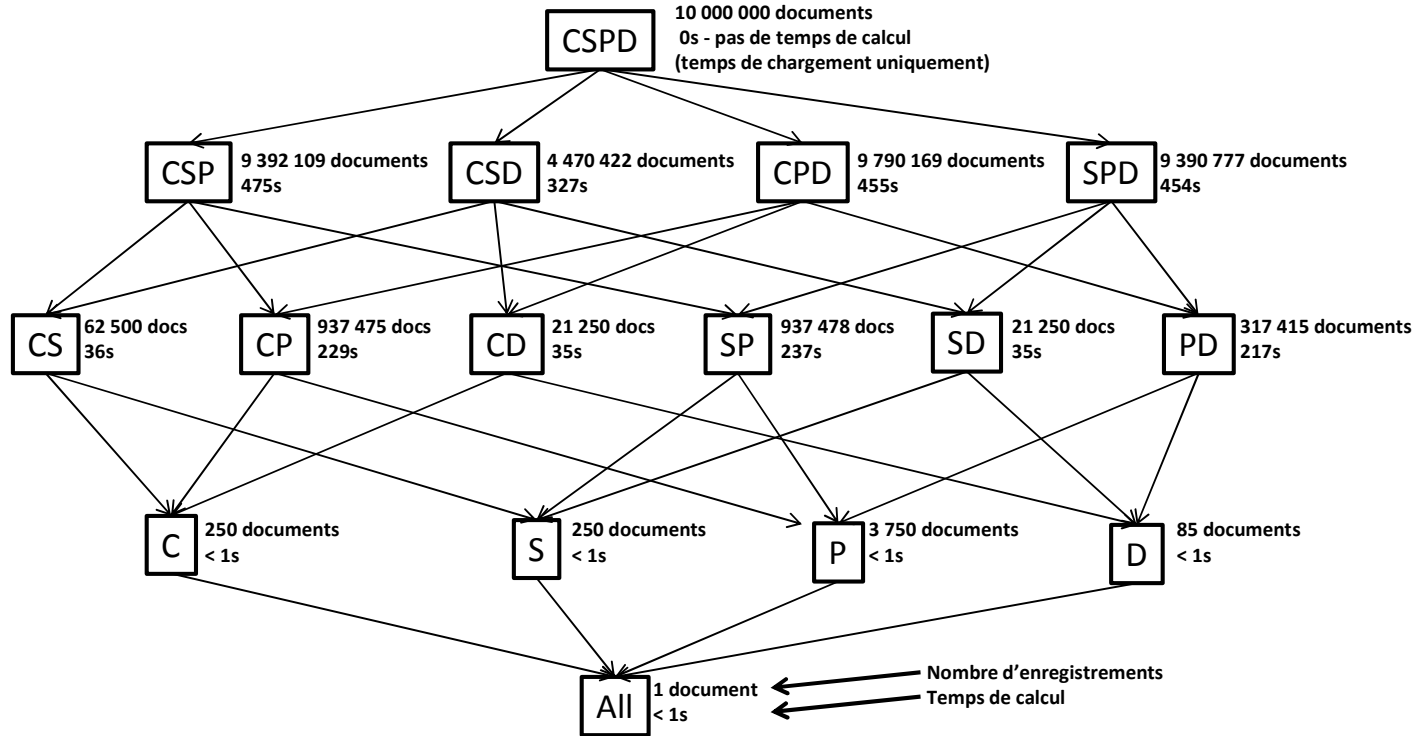 CSPD
10 000 000 documents
0s - pas de temps de calcul
(temps de chargement uniquement)
CSP
9 392 109 documents
475s
CSD
4 470 422 documents
327s
CPD
9 790 169 documents
455s
SPD
9 390 777 documents
454s
CS
62 500 docs
36s
CP
937 475 docs
229s
CD
21 250 docs
35s
SP
937 478 docs
237s
SD
21 250 docs
35s
PD
317 415 documents
217s
C
250 documents
< 1s
S
250 documents
< 1s
P
3 750 documents
< 1s
D
85 documents
< 1s
All
1 document
< 1s
Nombre d’enregistrements
Temps de calcul